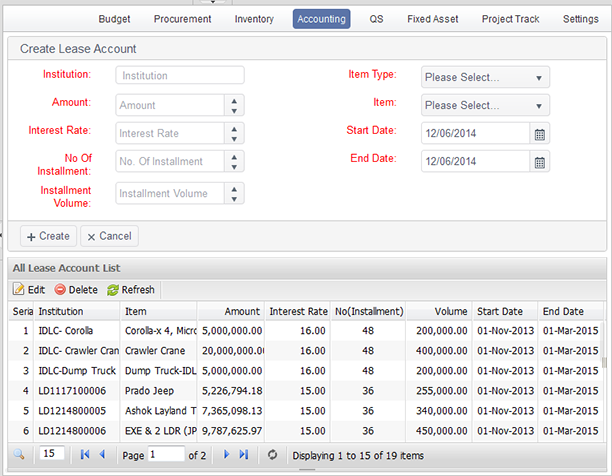 Budget Procurement Inventory Accounting QS Fixed Asset Project Track Settings
Create Lease Account
Institution: Institution Item Type: Please Select...
Amount: Amount Item: Please Select...
Interest Rate: Interest Rate Start Date: 12/06/2014
No Of Installment: No. Of Installment End Date: 12/06/2014
Installment Volume: Installment Volume
+ Create × Cancel
All Lease Account List
Edit Delete Refresh
Seria Institution Item Amount Interest Rate No(Installment) Volume Start Date End Date
1 IDLC- Corolla Corolla-x 4, Micro 5,000,000.00 16.00 48 200,000.00 01-Nov-2013 01-Mar-2015
2 IDLC- Crawler Cran Crawler Crane 20,000,000.00 16.00 48 400,000.00 01-Nov-2013 01-Mar-2015
3 IDLC-Dump Truck Dump Truck-IDL 5,000,000.00 16.00 48 200,000.00 01-Nov-2013 01-Mar-2015
4 LD1117100006 Prado Jeep 5,226,794.18 15.00 36 255,000.00 01-Nov-2013 01-Mar-2015
5 LD1214800005 Ashok Layland T 7,365,098.13 15.00 36 340,000.00 01-Nov-2013 01-Mar-2015
6 LD1214800006 EXE & 2 LDR (JP 9,787,625.97 15.00 36 450,000.00 01-Nov-2013 01-Mar-2015
15 Page 1 of 2 Displaying 1 to 15 of 19 items